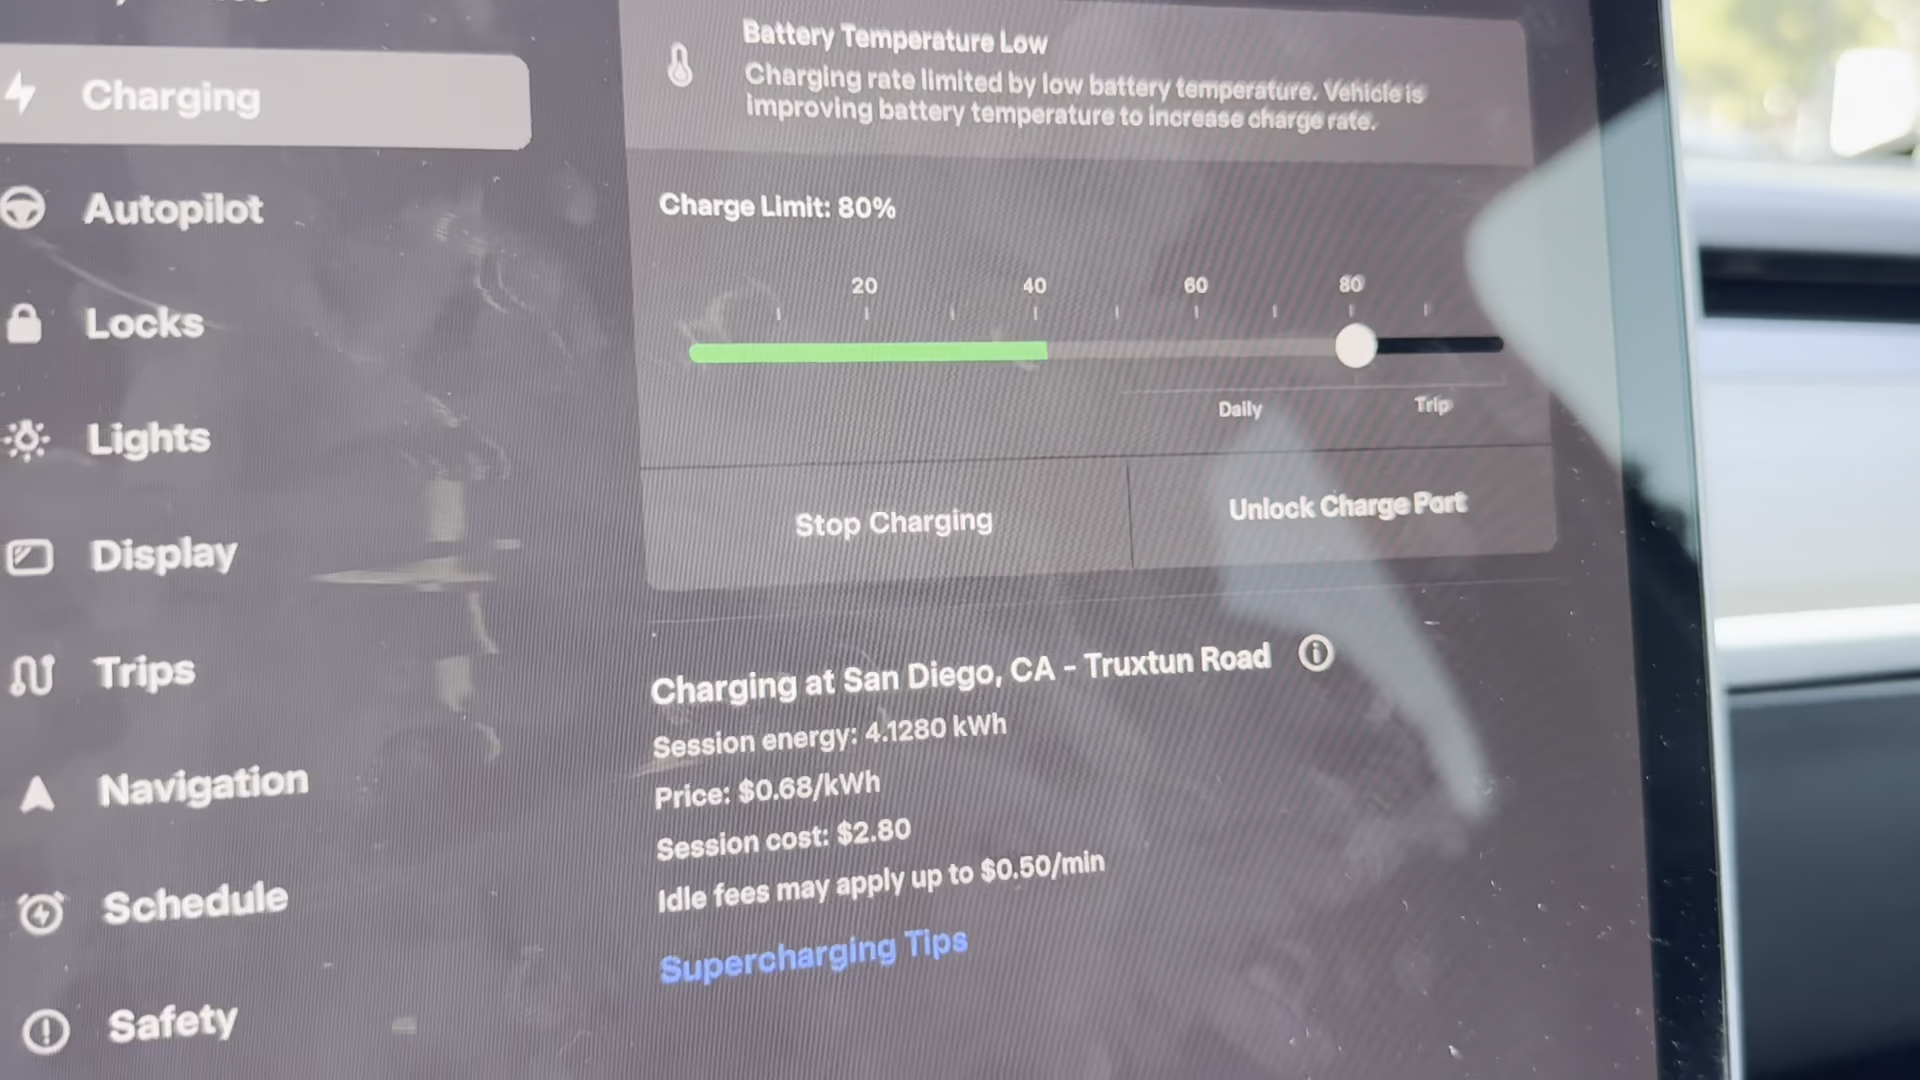 Charging
Autopilot
Locks
Lights
Display
Trips
Navigation
Schedule
Safety
Battery Temperature Low
Charging rate limited by low battery temperature. Vehicle is
improving battery temperature to increase charge rate.
Charge Limit: 80%
20 40 60 80
Daily Trip
Stop Charging
Unlock Charge Port
Charging at San Diego, CA - Truxtun Road
Session energy: 4.1280 kWh
Price: $0.68/kWh
Session cost: $2.80
Idle fees may apply up to $0.50/min
Supercharging Tips